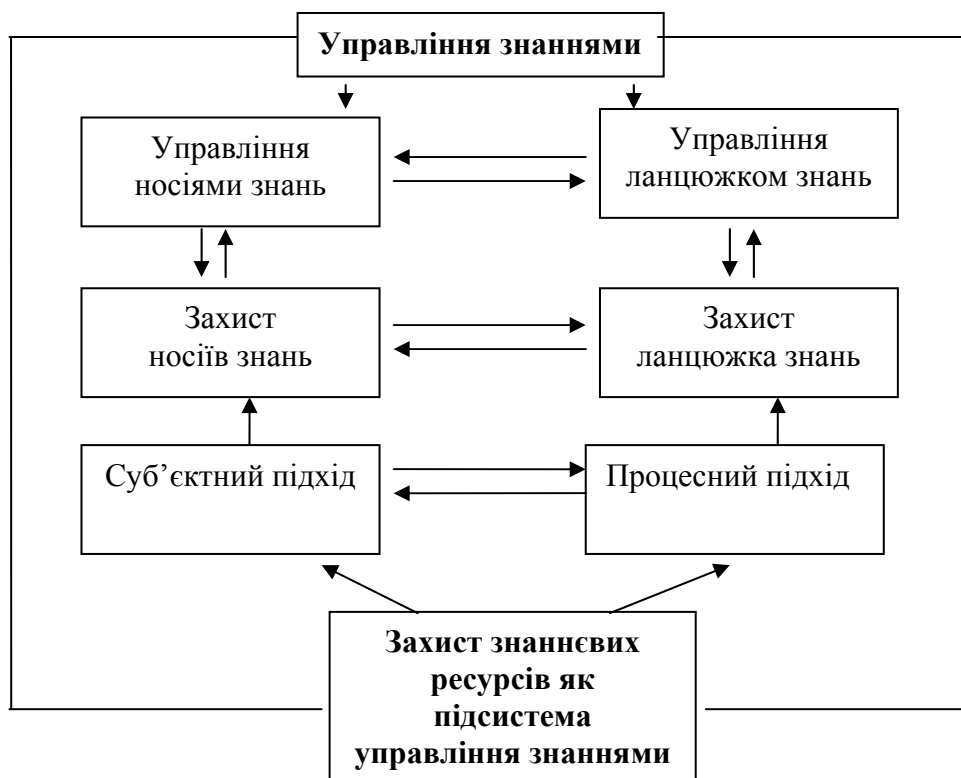 Управління знаннями
Управління
носіями знань
Управління
ланцюжком знань
Захист
носіїв знань
Захист
ланцюжка знань
Суб’єктний підхід
Процесний підхід
Захист знаннєвих
ресурсів як
підсистема
управління знаннями